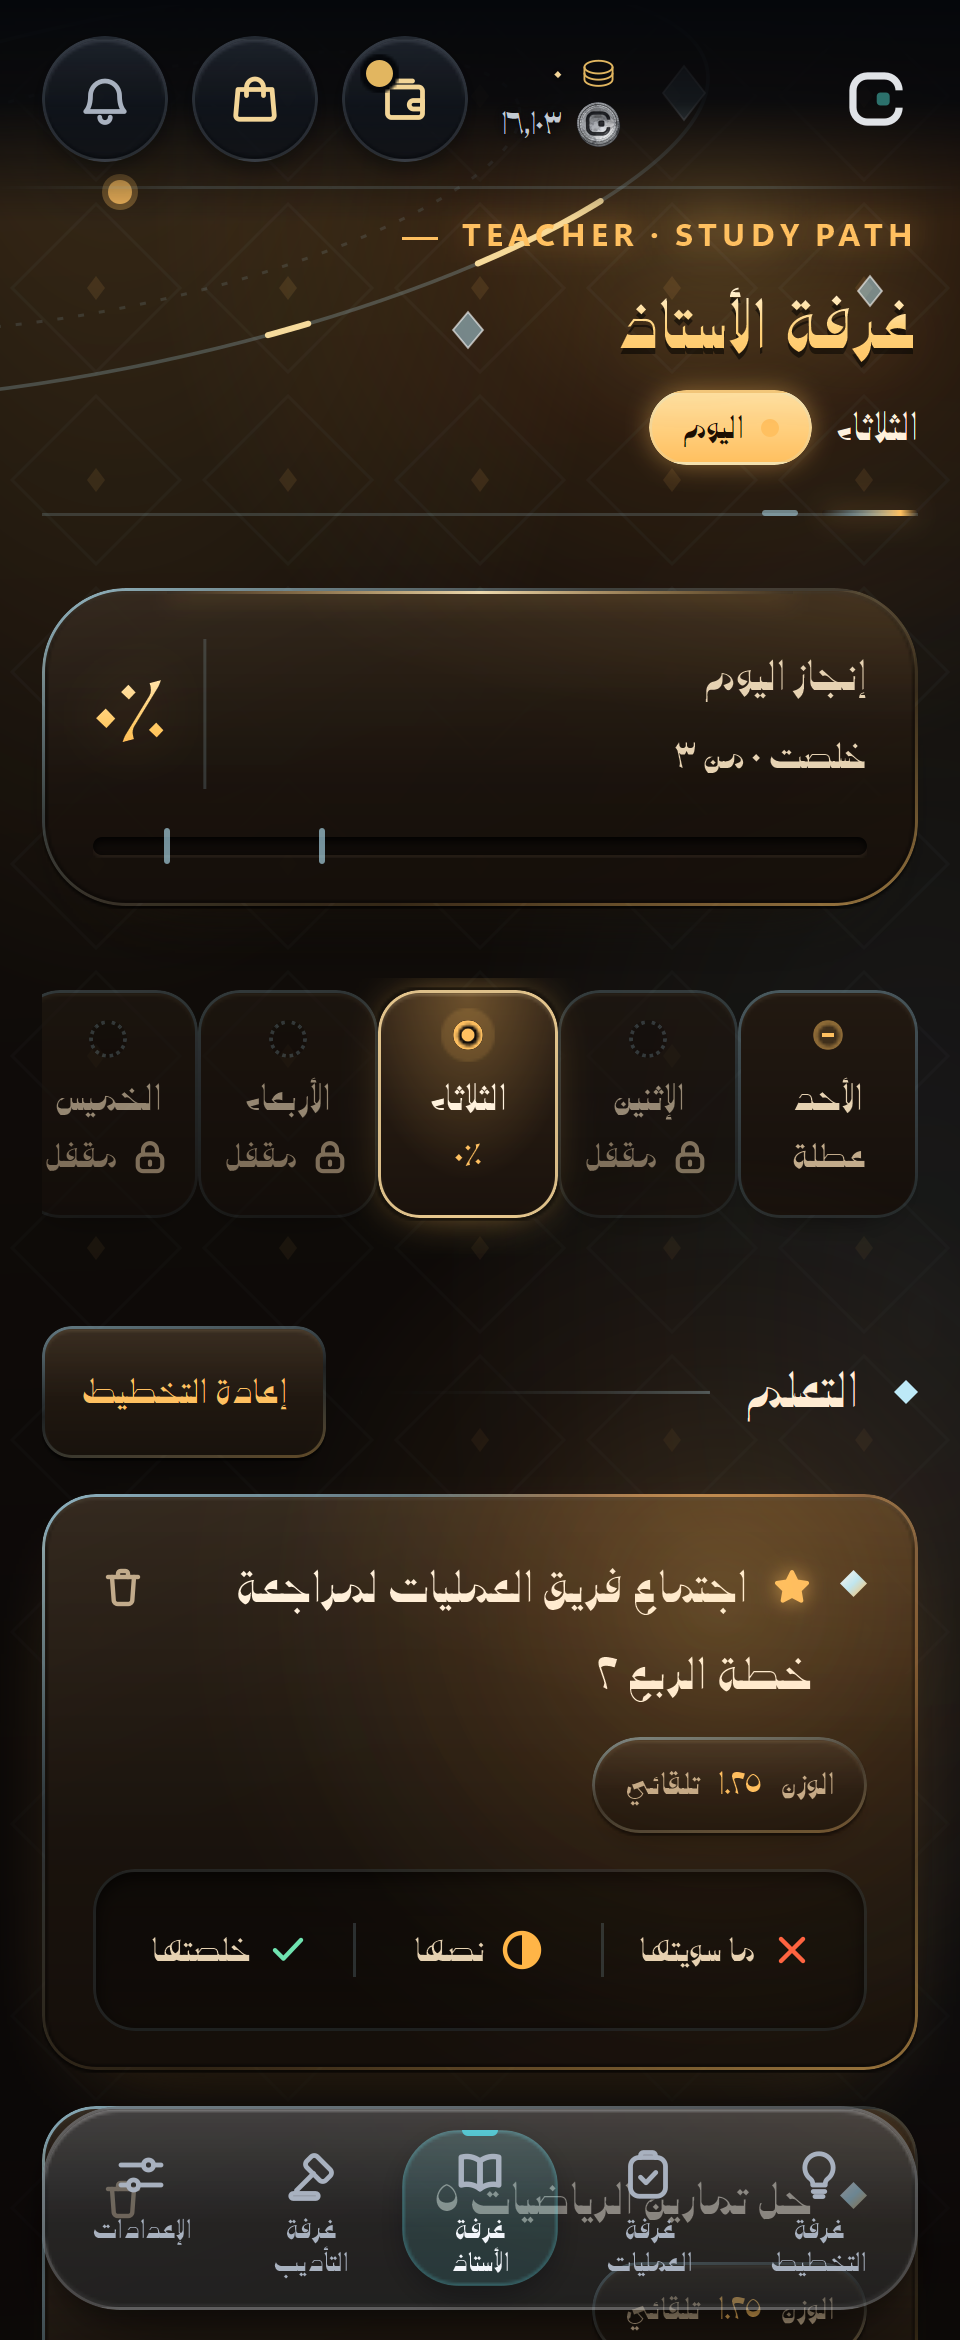 ٠
١٦,١٠٣
TEACHER · STUDY PATH —
غرفة الأستاذ
الثلاثاء
اليوم
إنجاز اليوم
خلصت ٠ من ٣
٠٪
الأحد
عطلة
الإثنين
مقفل
الثلاثاء
٠٪
الأربعاء
مقفل
الخميس
مقفل
التعلم
إعادة التخطيط
اجتماع فريق العمليات لمراجعة
خطة الربع ٢
الوزن ١.٢٥ تلقائي
ما سويتها
نصها
خلصتها
حل تمارين الرياضيات ٥
الوزن ١.٢٥ تلقائي
غرفة
التخطيط
غرفة
العمليات
غرفة
الأستاذ
غرفة
التأديب
الإعدادات